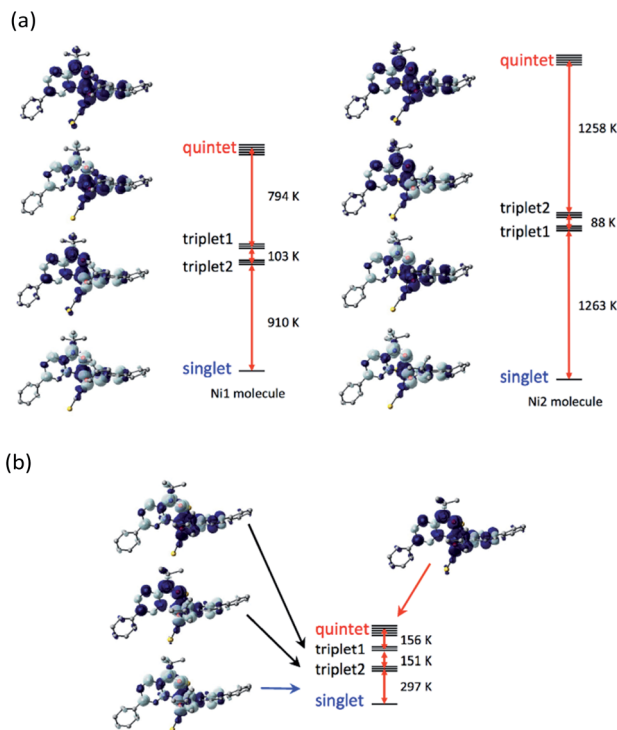 (a)
quintet
794 K
triplet1
103 K
triplet2
910 K
singlet
Ni1 molecule
quintet
1258 K
triplet2
88 K
triplet1
1263 K
singlet
Ni2 molecule
(b)
quintet
156 K
triplet1
151 K
triplet2
297 K
singlet